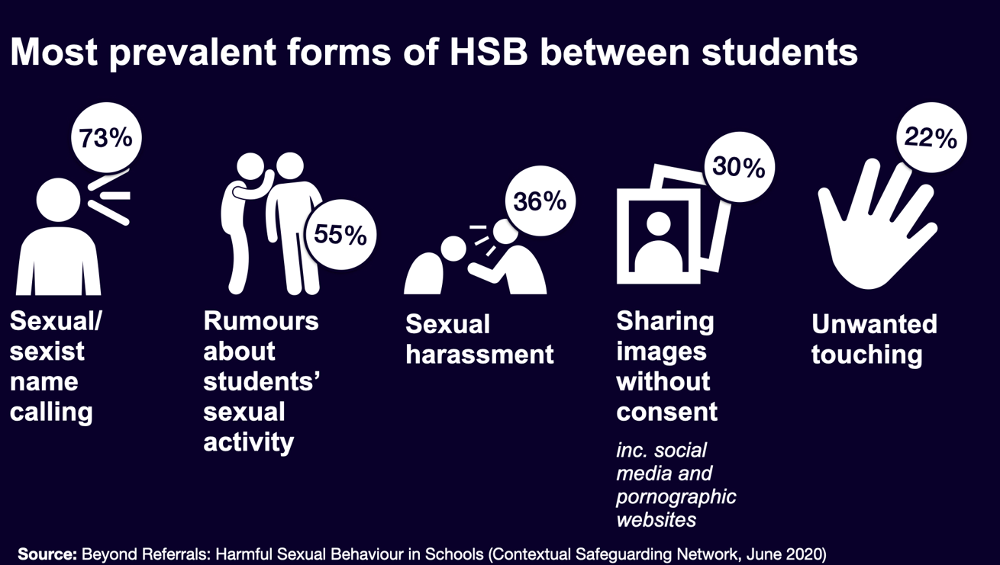 Most prevalent forms of HSB between students
73%
Sexual/
sexist
name
calling
55%
Rumours
about
students’
sexual
activity
36%
Sexual
harassment
30%
Sharing
images
without
consent
inc. social
media and
pornographic
websites
22%
Unwanted
touching
Source: Beyond Referrals: Harmful Sexual Behaviour in Schools (Contextual Safeguarding Network, June 2020)